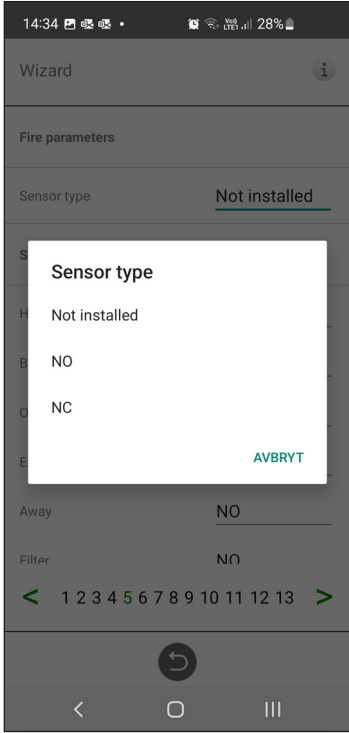 14:34 28%
Wizard i
Fire parameters
Sensor type Not installed
S
Sensor type
H
Not installed
B
NO
O
NC
E
AVBRYT
Away NO
Filter NO
< 1 2 3 4 5 6 7 8 9 10 11 12 13 >